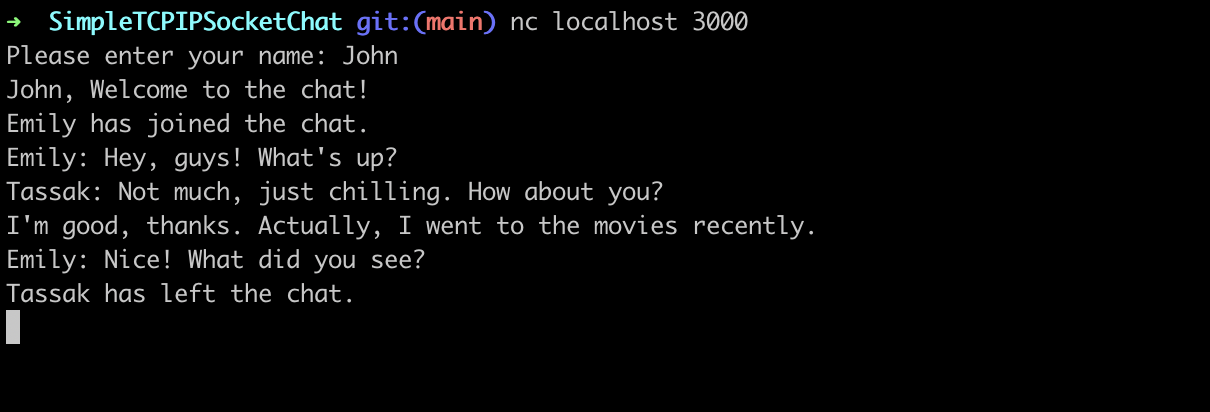 ➜  SimpleTCPIPSocketChat git:(main) nc localhost 3000
Please enter your name: John
John, Welcome to the chat!
Emily has joined the chat.
Emily: Hey, guys! What's up?
Tassak: Not much, just chilling. How about you?
I'm good, thanks. Actually, I went to the movies recently.
Emily: Nice! What did you see?
Tassak has left the chat.